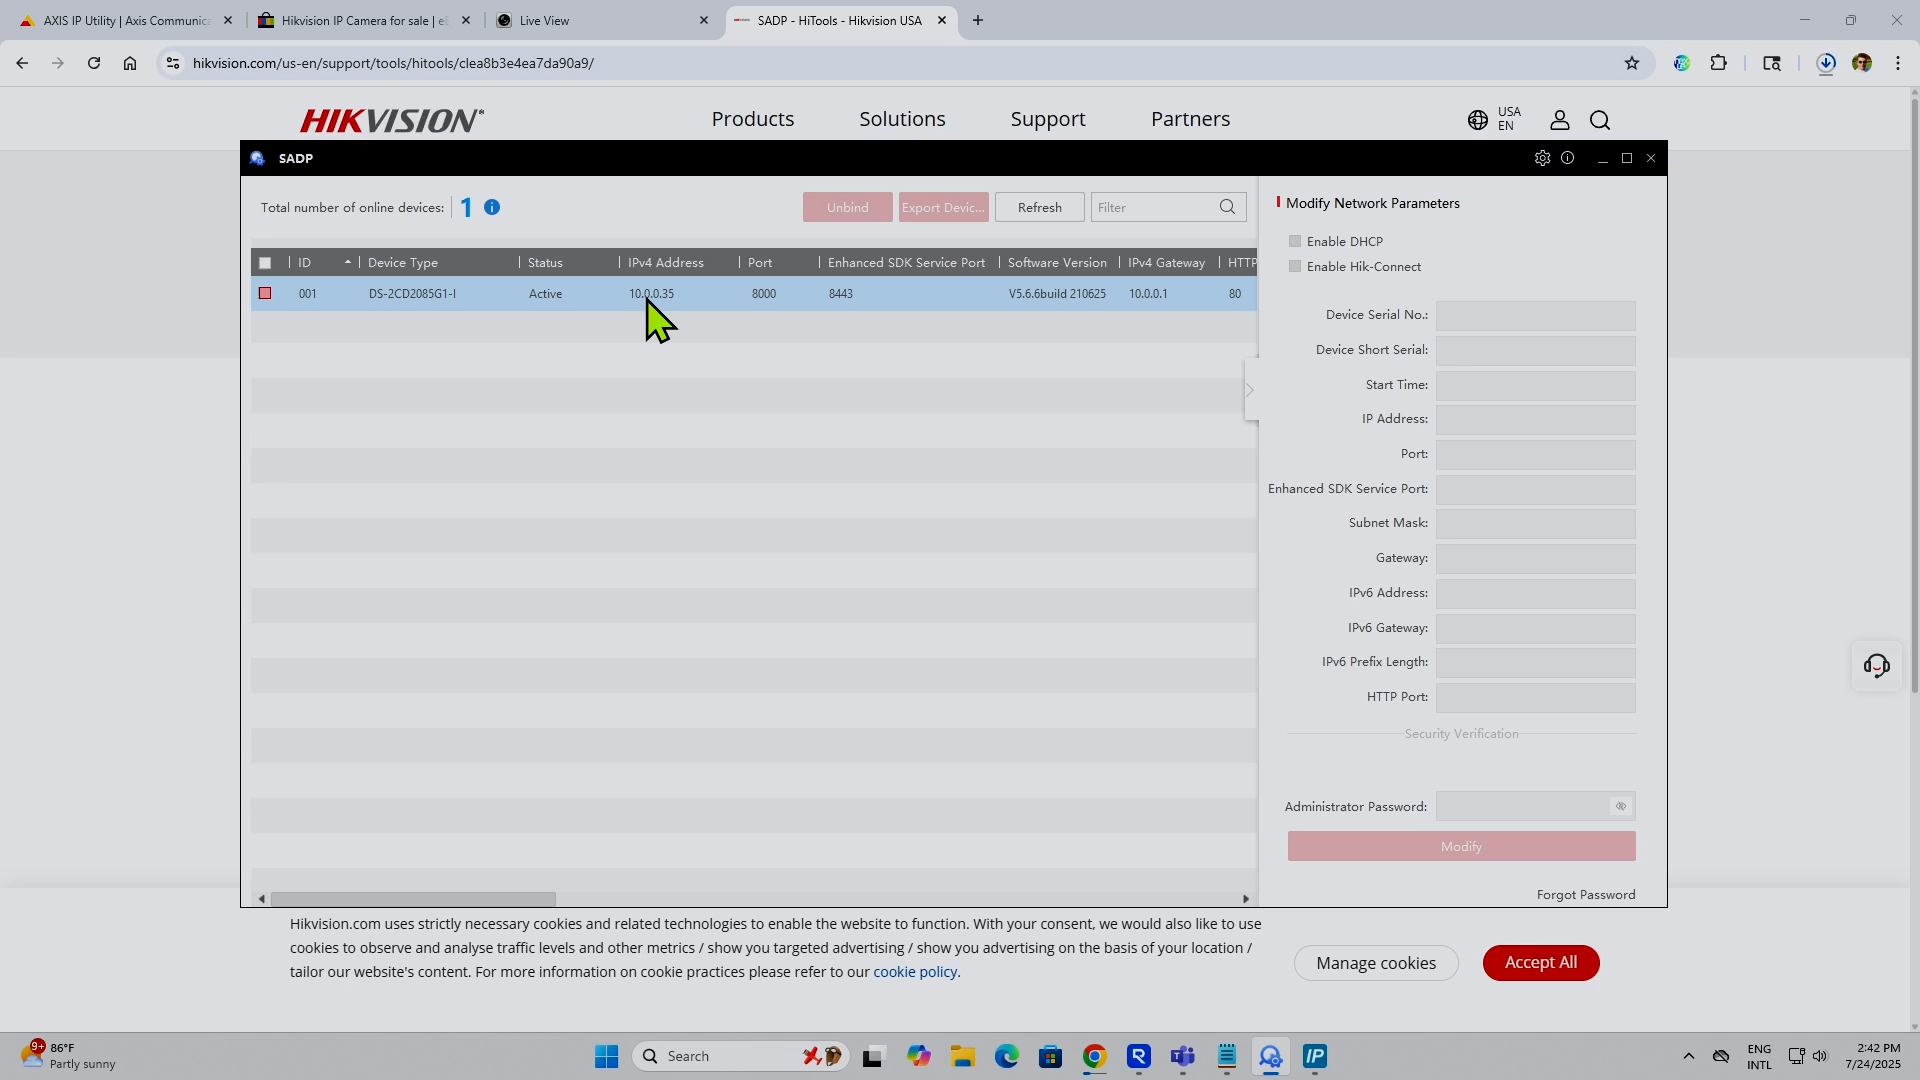 AXIS IP Utility | Axis Communica
Hikvision IP Camera for sale | eB
Live View
SADP - HiTools - Hikvision USA
hikvision.com/us-en/support/tools/hitools/clea8b3e4ea7da90a9/
HIKVISION
Products
Solutions
Support
Partners
USA
EN
SADP
Total number of online devices: 1
Unbind
Export Devic...
Refresh
Filter
ID
Device Type
Status
IPv4 Address
Port
Enhanced SDK Service Port
Software Version
IPv4 Gateway
HTTP
001
DS-2CD2085G1-I
Active
10.0.0.35
8000
8443
V5.6.6build 210625
10.0.0.1
80
Modify Network Parameters
Enable DHCP
Enable Hik-Connect
Device Serial No.:
Device Short Serial:
Start Time:
IP Address:
Port:
Enhanced SDK Service Port:
Subnet Mask:
Gateway:
IPv6 Address:
IPv6 Gateway:
IPv6 Prefix Length:
HTTP Port:
Security Verification
Administrator Password:
Modify
Forgot Password
Hikvision.com uses strictly necessary cookies and related technologies to enable the website to function. With your consent, we would also like to use
cookies to observe and analyse traffic levels and other metrics / show you targeted advertising / show you advertising on the basis of your location /
tailor our website's content. For more information on cookie practices please refer to our cookie policy.
Manage cookies
Accept All
9+
86°F
Partly sunny
Search
R
IP
ENG
INTL
2:42 PM
7/24/2025